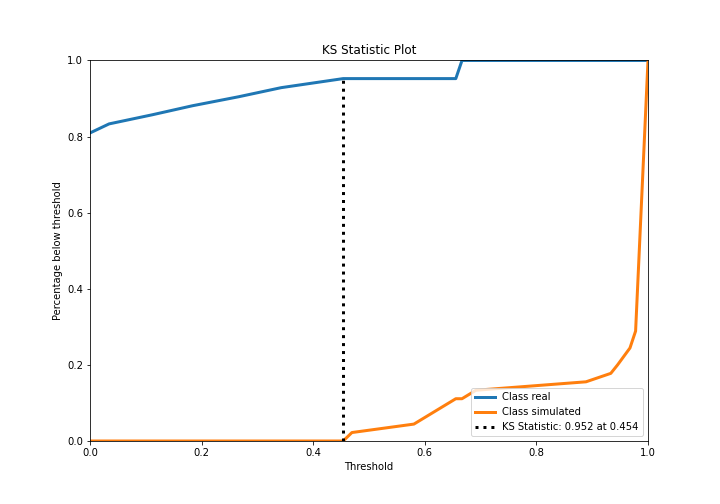 KS Statistic Plot
1.0
0.8
0.6
0.4
0.2
0.0
Percentage below threshold
0.0 0.2 0.4 0.6 0.8 1.0
Threshold
Class real
Class simulated
KS Statistic: 0.952 at 0.454